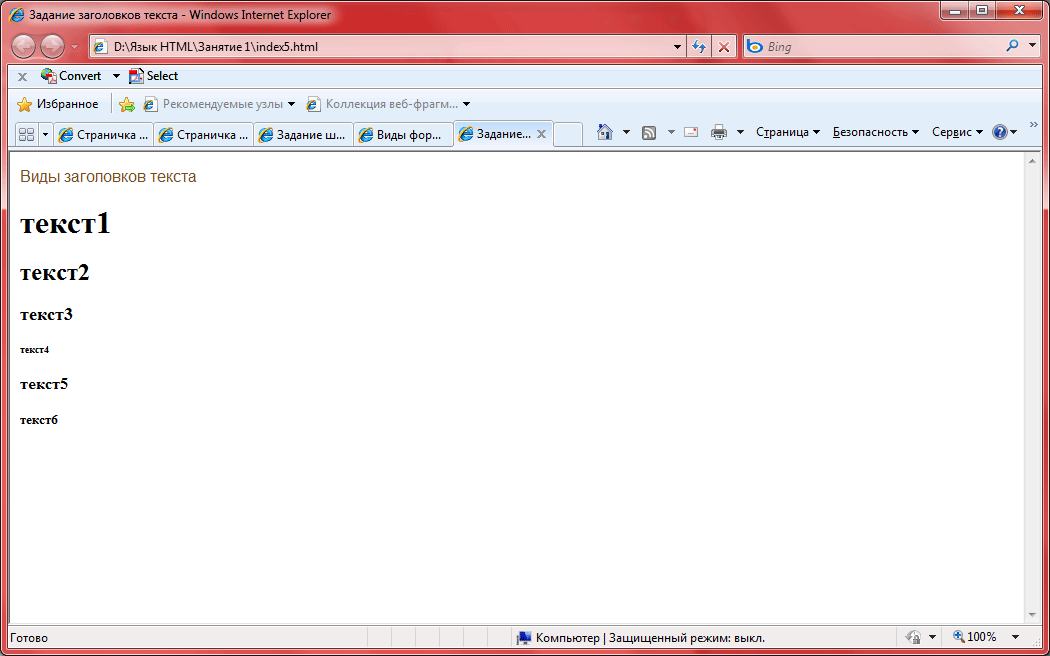 Задание заголовков текста - Windows Internet Explorer
D:\Язык HTML\Занятие 1\index5.html
Bing
x Convert Select
Избранное Рекомендуемые узлы Коллекция веб-фрагм...
Страничка ... Страничка ... Задание ш... Виды фор... Задание... Страница Безопасность Сервис »
Виды заголовков текста
текст1
текст2
текст3
текст4
текст5
текст6
Готово Компьютер | Защищенный режим: выкл. 100%